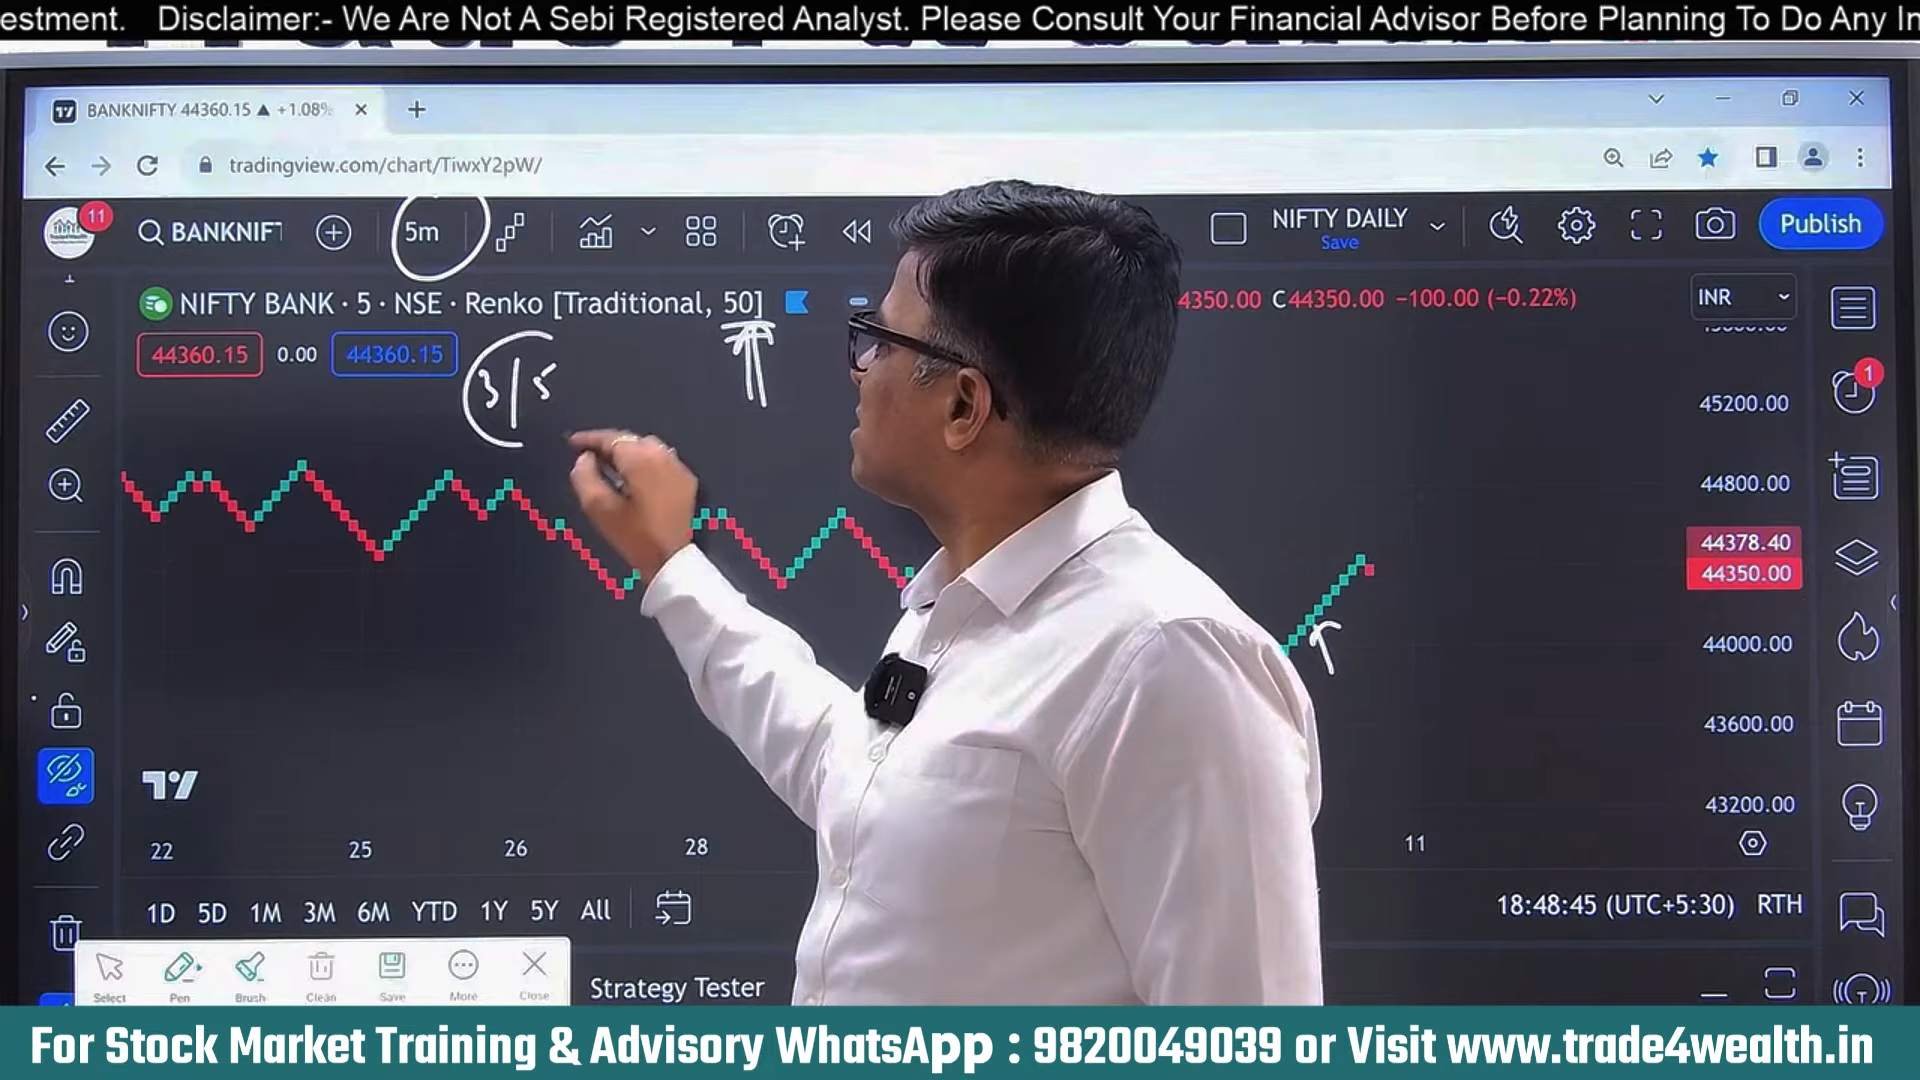 estment. Disclaimer:- We Are Not A Sebi Registered Analyst. Please Consult Your Financial Advisor Before Planning To Do Any In
BANKNIFTY 44360.15 ▲ +1.08%
tradingview.com/chart/TiwxY2pW/
11
BANKNIFT
5m
NIFTY DAILY
Save
Publish
NIFTY BANK · 5 · NSE · Renko [Traditional, 50]
4350.00 C44350.00 −100.00 (−0.22%)
INR
44360.15 0.00 44360.15
3|5
1
45200.00
44800.00
44378.40
44350.00
44000.00
43600.00
43200.00
22 25 26 28 11
1D 5D 1M 3M 6M YTD 1Y 5Y All
18:48:45 (UTC+5:30) RTH
Select Pen Brush Clean Save More Close
Strategy Tester
For Stock Market Training & Advisory WhatsApp : 9820049039 or Visit www.trade4wealth.in